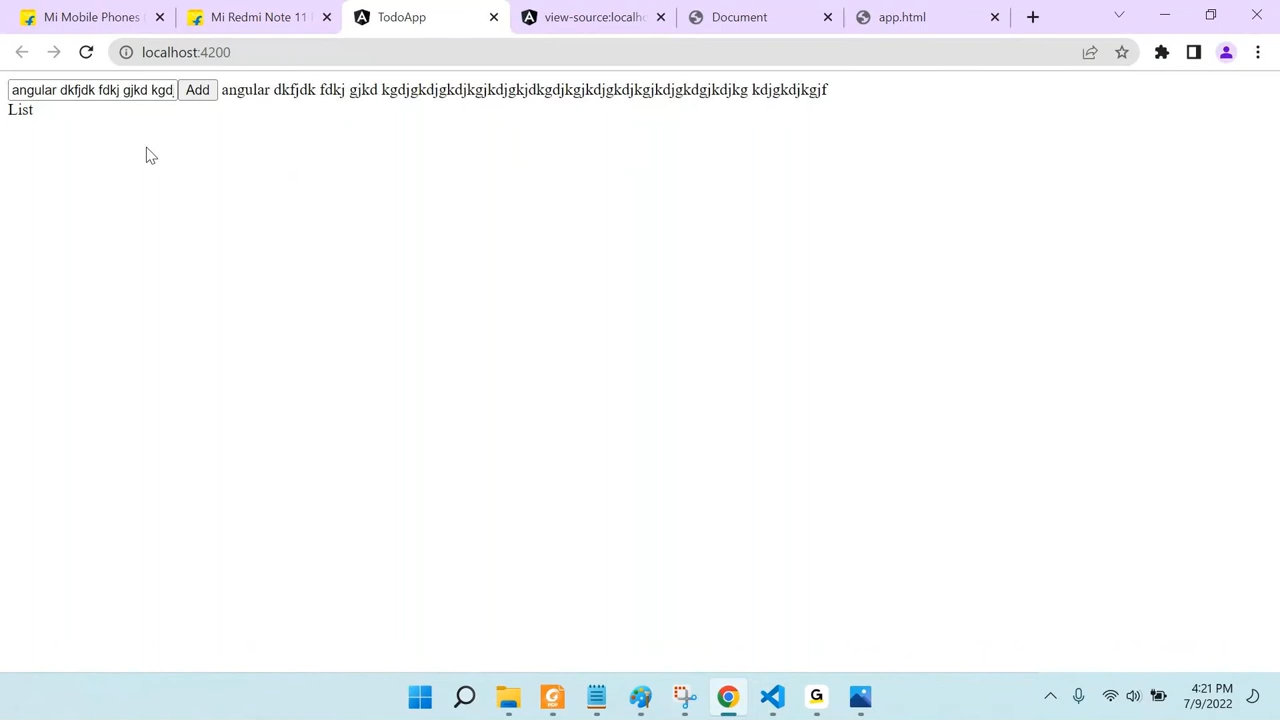 Mi Mobile Phones
Mi Redmi Note 11
TodoApp
view-source:localh
Document
app.html
localhost:4200
angular dkfjdk fdkj gjkd kgd
Add
angular dkfjdk fdkj gjkd kgdjgkdjgkdjkgjkdjgkjdkgdjkgjkdjgkdjkgjkdjgkdgjkdjkg kdjgkdjkgjf
List
4:21 PM
7/9/2022